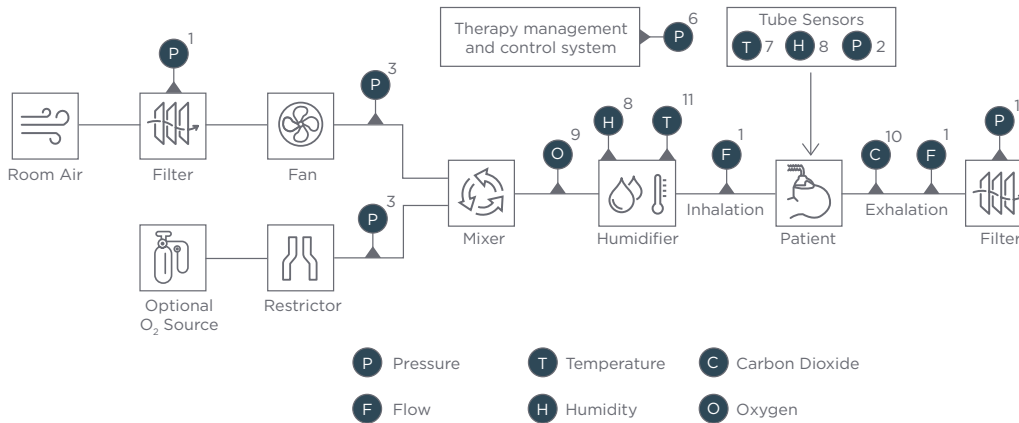 Therapy management
and control system
P 6
Tube Sensors
T 7 H 8 P 2
P 1
P 3
Room Air
Filter
Fan
P 3
Optional
O₂ Source
Restrictor
Mixer
O 9
H 8
T 11
Humidifier
F 1
Inhalation
Patient
C 10
Exhalation
F 1
P 1
Filter
P Pressure
T Temperature
C Carbon Dioxide
F Flow
H Humidity
O Oxygen